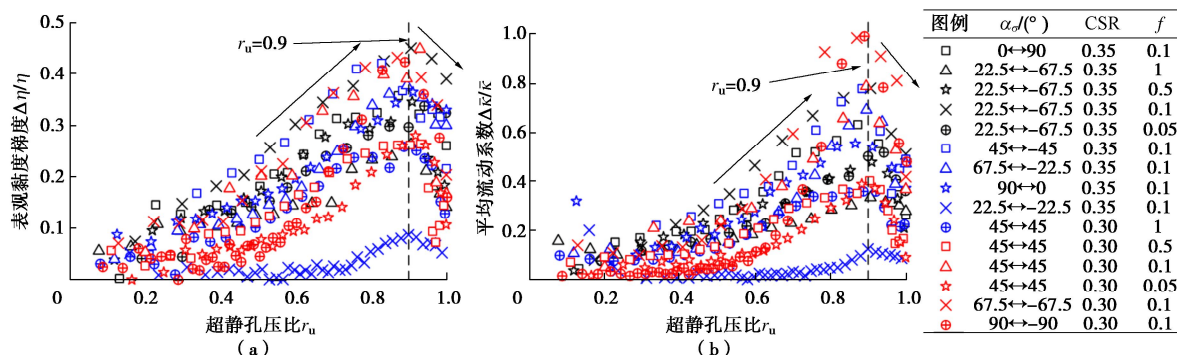 (a)
表观黏度梯度Δη/η
0.5
0.4
0.3
0.2
0.1
0
0.2
0.4
0.6
0.8
1.0
rᵤ=0.9
超静孔压比rᵤ
(b)
平均流动系数Δκ̄/κ̄
1.0
0.8
0.6
0.4
0.2
0
0.2
0.4
0.6
0.8
1.0
rᵤ=0.9
超静孔压比rᵤ
图例 α_σ/(°) CSR f
0↔90 0.35 0.1
22.5↔-67.5 0.35 1
22.5↔-67.5 0.35 0.5
22.5↔-67.5 0.35 0.1
22.5↔-67.5 0.35 0.05
45↔-45 0.35 0.1
67.5↔-22.5 0.35 0.1
90↔0 0.35 0.1
22.5↔-22.5 0.35 0.1
45↔45 0.30 1
45↔45 0.30 0.5
45↔45 0.30 0.1
45↔45 0.30 0.05
67.5↔-67.5 0.30 0.1
90↔-90 0.30 0.1